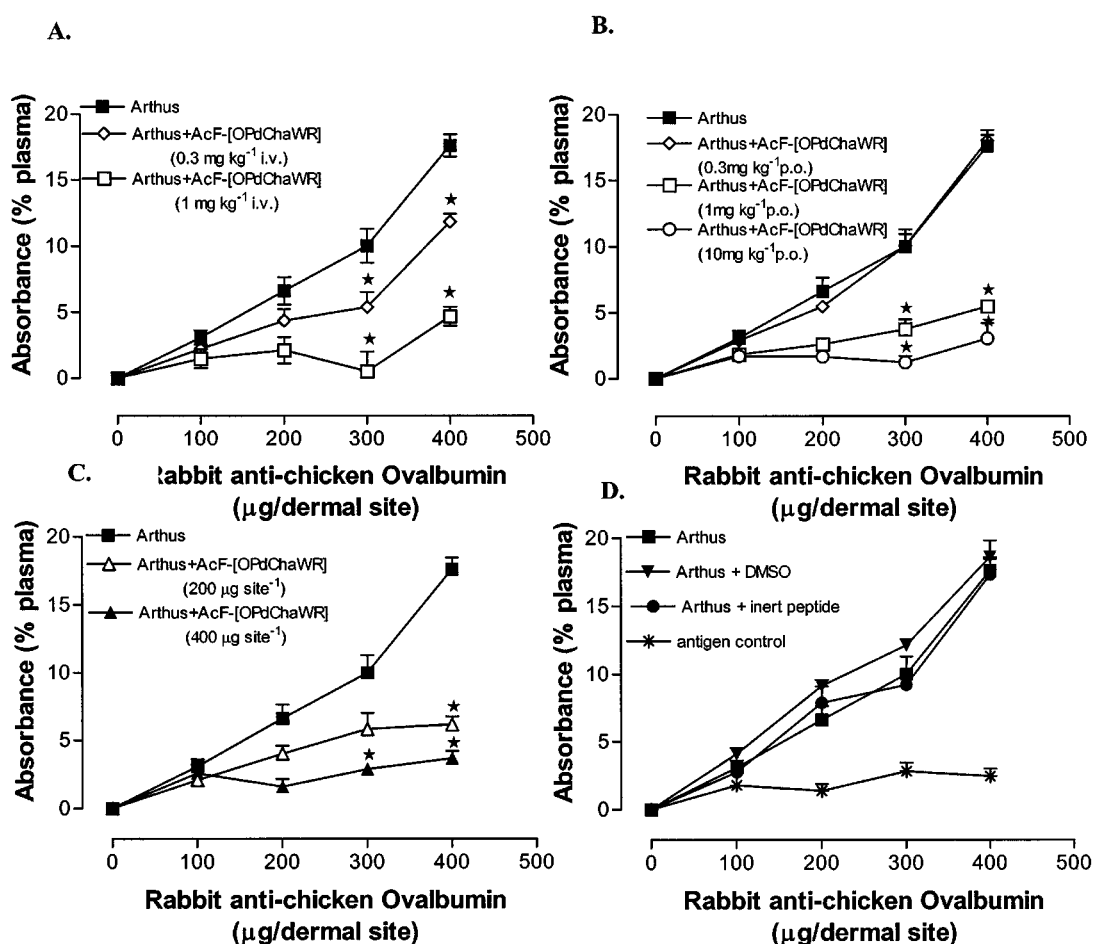 A.
Arthus
Arthus+AcF-[OPdChaWR]
(0.3 mg kg⁻¹ i.v.)
Arthus+AcF-[OPdChaWR]
(1 mg kg⁻¹ i.v.)
Absorbance (% plasma)
20
15
10
5
0
0 100 200 300 400 500
Rabbit anti-chicken Ovalbumin
(μg/dermal site)
B.
Arthus
Arthus+AcF-[OPdChaWR]
(0.3mg kg⁻¹p.o.)
Arthus+AcF-[OPdChaWR]
(1mg kg⁻¹p.o.)
Arthus+AcF-[OPdChaWR]
(10mg kg⁻¹p.o.)
Absorbance (% plasma)
20
15
10
5
0
0 100 200 300 400 500
Rabbit anti-chicken Ovalbumin
(μg/dermal site)
C.
Arthus
Arthus+AcF-[OPdChaWR]
(200 μg site⁻¹)
Arthus+AcF-[OPdChaWR]
(400 μg site⁻¹)
Absorbance (% plasma)
20
15
10
5
0
0 100 200 300 400 500
Rabbit anti-chicken Ovalbumin
(μg/dermal site)
D.
Arthus
Arthus + DMSO
Arthus + inert peptide
antigen control
Absorbance (% plasma)
20
15
10
5
0
0 100 200 300 400 500
Rabbit anti-chicken Ovalbumin
(μg/dermal site)